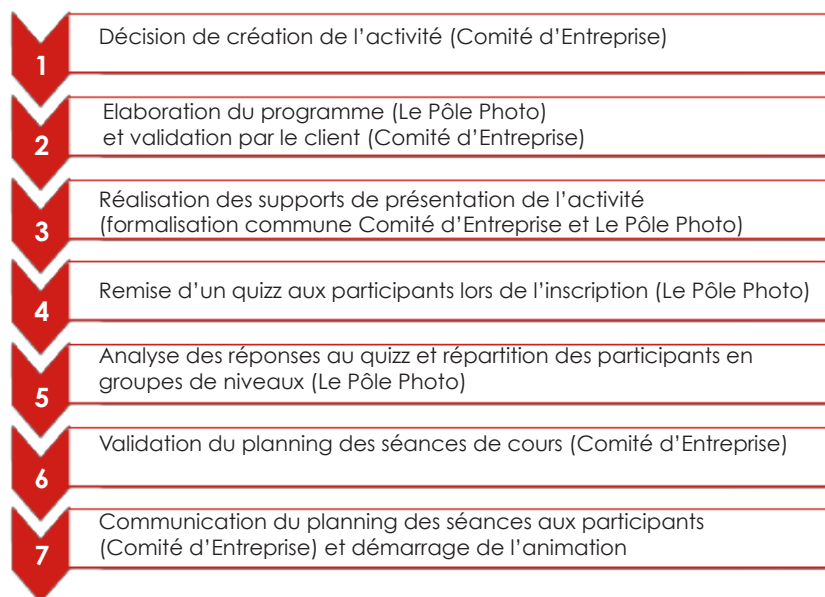 1
Décision de création de l'activité (Comité d'Entreprise)
2
Elaboration du programme (Le Pôle Photo)
et validation par le client (Comité d'Entreprise)
3
Réalisation des supports de présentation de l'activité
(formalisation commune Comité d'Entreprise et Le Pôle Photo)
4
Remise d'un quizz aux participants lors de l'inscription (Le Pôle Photo)
5
Analyse des réponses au quizz et répartition des participants en
groupes de niveaux (Le Pôle Photo)
6
Validation du planning des séances de cours (Comité d'Entreprise)
7
Communication du planning des séances aux participants
(Comité d'Entreprise) et démarrage de l'animation